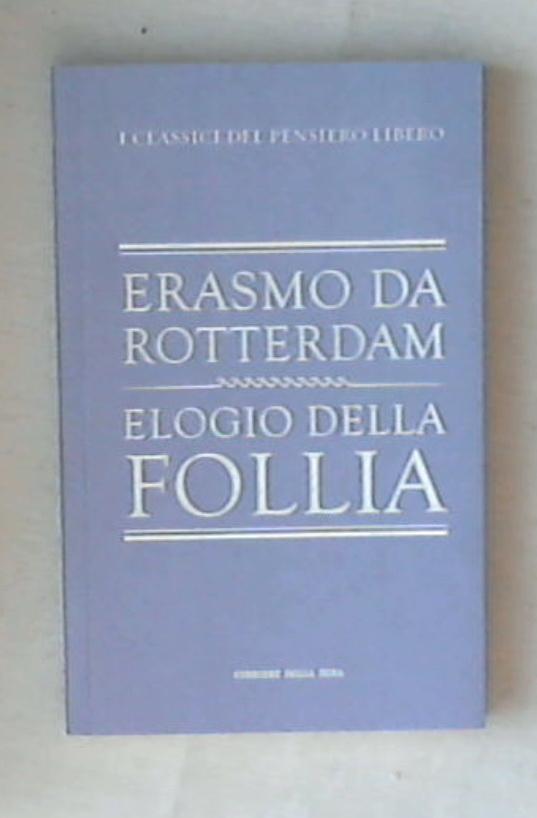 I CLASSICI DEL PENSIERO LIBERO
ERASMO DA
ROTTERDAM
ELOGIO DELLA
FOLLIA
CORRIERE DELLA SERA